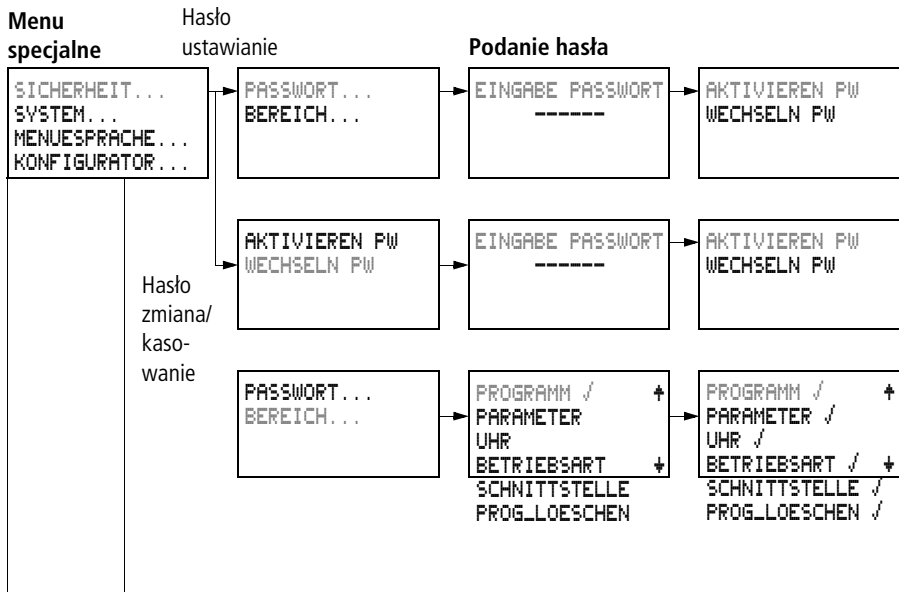 Menu
specjalne
Hasło
ustawianie
Podanie hasła
SICHERHEIT...
SYSTEM...
MENUESPRACHE...
KONFIGURATOR...
PASSWORT...
BEREICH...
EINGABE PASSWORT
------
AKTIVIEREN PW
WECHSELN PW
Hasło
zmiana/
kaso-
wanie
AKTIVIEREN PW
WECHSELN PW
EINGABE PASSWORT
------
AKTIVIEREN PW
WECHSELN PW
PASSWORT...
BEREICH...
PROGRAMM √
PARAMETER
UHR
BETRIEBSART
SCHNITTSTELLE
PROG_LOESCHEN
PROGRAMM √
PARAMETER √
UHR √
BETRIEBSART √
SCHNITTSTELLE √
PROG_LOESCHEN √